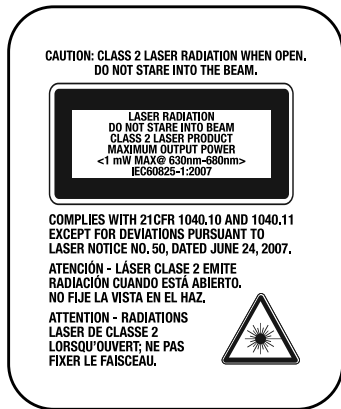 CAUTION: CLASS 2 LASER RADIATION WHEN OPEN.
DO NOT STARE INTO THE BEAM.
LASER RADIATION
DO NOT STARE INTO BEAM
CLASS 2 LASER PRODUCT
MAXIMUM OUTPUT POWER
<1 mW MAX@ 630nm-680nm>
IEC60825-1:2007
COMPLIES WITH 21CFR 1040.10 AND 1040.11
EXCEPT FOR DEVIATIONS PURSUANT TO
LASER NOTICE NO. 50, DATED JUNE 24, 2007.
ATENCIÓN - LÁSER CLASE 2 EMITE
RADIACIÓN CUANDO ESTÁ ABIERTO.
NO FIJE LA VISTA EN EL HAZ.
ATTENTION - RADIATIONS
LASER DE CLASSE 2
LORSQU'OUVERT; NE PAS
FIXER LE FAISCEAU.